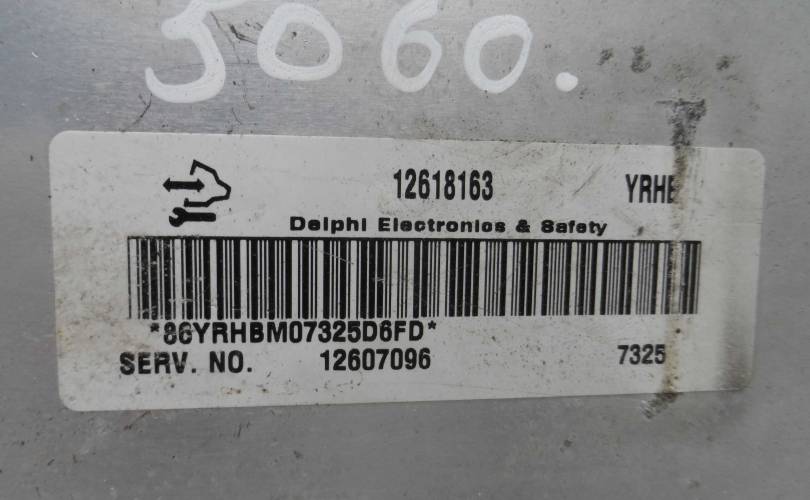 5060.
12618163 YRHB
Delphi Electronics & Safety
*86YRHBM07325D6FD*
SERV. NO. 12607096 7325